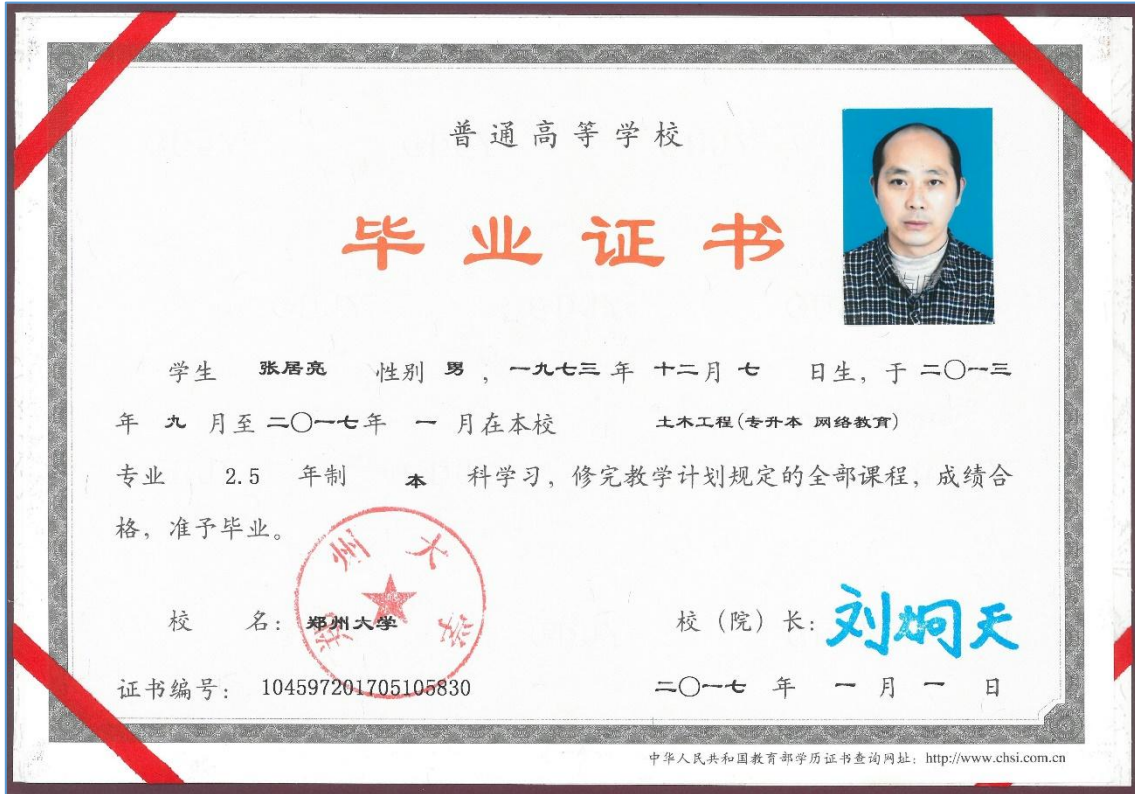 普通高等学校
毕业证书
学生 张居亮 性别 男 ，一九七三 年 十二月 七 日生，于 二〇一三
年 九 月至 二〇一七年 一 月在本校 土木工程(专升本 网络教育)
专业 2.5 年制 本 科学习，修完教学计划规定的全部课程，成绩合
格，准予毕业。
郑州大学
校 名：郑州大学 校（院）长：刘炯天
证书编号： 104597201705105830 二〇一七 年 一 月 一 日
中华人民共和国教育部学历证书查询网址：http://www.chsi.com.cn